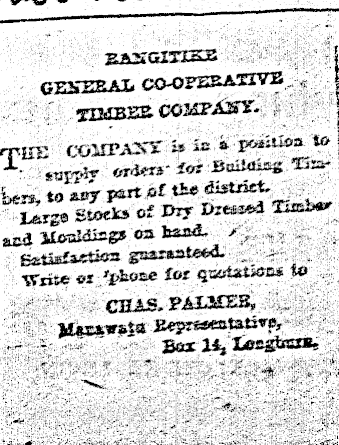 RANGITIKEI
GENERAL CO-OPERATIVE
TIMBER COMPANY.
THE COMPANY is in a position to
supply orders for Building Tim-
bers, to any part of the district.
Large Stocks of Dry Dressed Timber
and Mouldings on hand.
Satisfaction guaranteed.
Write or 'phone for quotations to
CHAS. PALMER,
Manawatu Representative,
Box 14, Longburn.